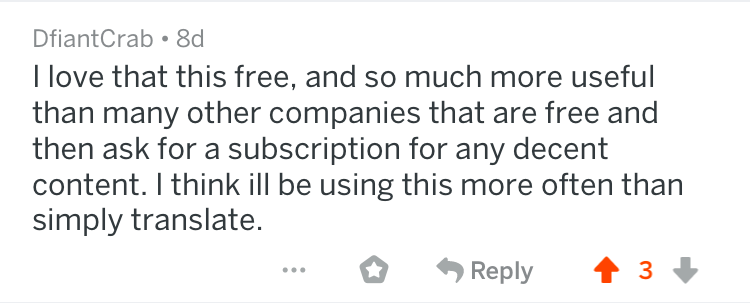 DfiantCrab • 8d
I love that this free, and so much more useful
than many other companies that are free and
then ask for a subscription for any decent
content. I think ill be using this more often than
simply translate.
... Reply 3